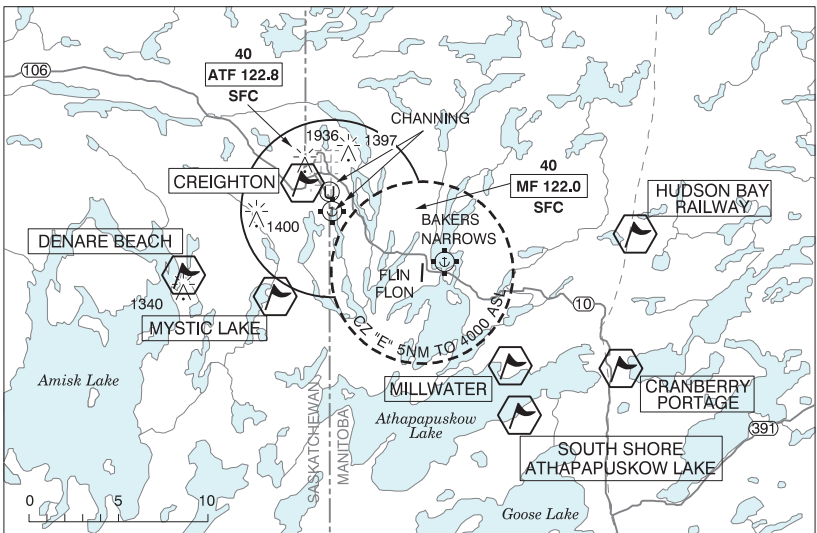 40
ATF 122.8
SFC
106
1936
1397
CHANNING
CREIGHTON
40
MF 122.0
SFC
HUDSON BAY
RAILWAY
1400
BAKERS
NARROWS
DENARE BEACH
1340
FLIN
FLON
MYSTIC LAKE
10
CZ "E" 5NM TO 4000 ASL
MILLWATER
CRANBERRY
PORTAGE
Amisk Lake
SASKATCHEWAN
MANITOBA
Athapapuskow
Lake
391
SOUTH SHORE
ATHAPAPUSKOW LAKE
0 5 10
Goose Lake